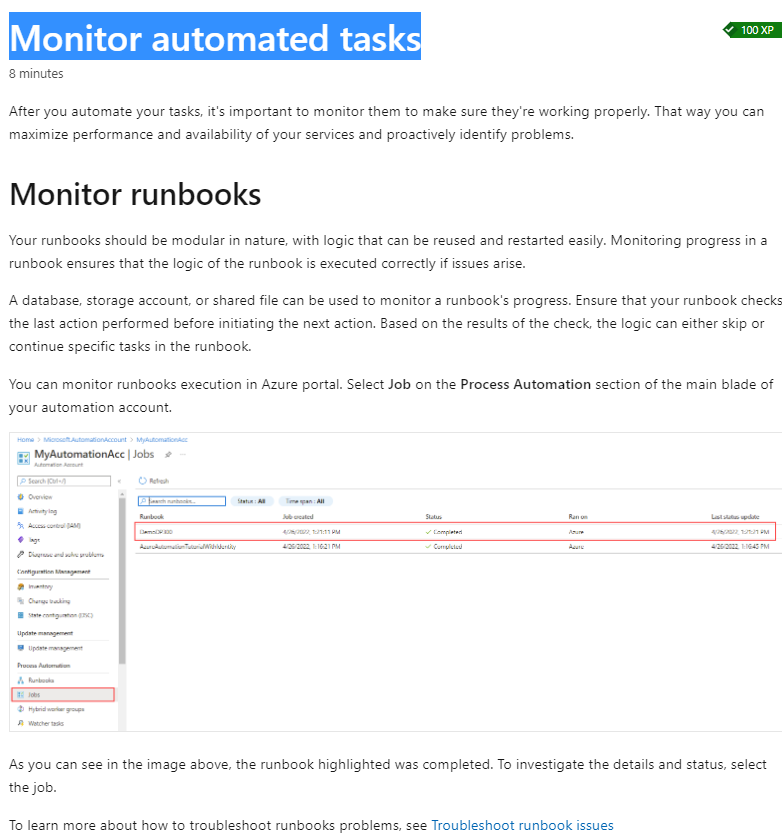 Monitor automated tasks
100 XP
8 minutes
After you automate your tasks, it's important to monitor them to make sure they're working properly. That way you can
maximize performance and availability of your services and proactively identify problems.
Monitor runbooks
Your runbooks should be modular in nature, with logic that can be reused and restarted easily. Monitoring progress in a
runbook ensures that the logic of the runbook is executed correctly if issues arise.
A database, storage account, or shared file can be used to monitor a runbook's progress. Ensure that your runbook checks
the last action performed before initiating the next action. Based on the results of the check, the logic can either skip or
continue specific tasks in the runbook.
You can monitor runbooks execution in Azure portal. Select Job on the Process Automation section of the main blade of
your automation account.
Home > Microsoft.AutomationAccount > MyAutomationAcc
MyAutomationAcc | Jobs
Automation Account
Search (Ctrl+/)
Refresh
Overview
Search runbooks...
Status : All
Time span : All
Activity log
Runbook Job created Status Ran on Last status update
Access control (IAM)
DemoDP300 4/26/2022, 1:21:11 PM Completed Azure 4/26/2022, 1:21:21 PM
Tags
AzureAutomationTutorialWithIdentity 4/26/2022, 1:16:21 PM Completed Azure 4/26/2022, 1:16:45 PM
Diagnose and solve problems
Configuration Management
Inventory
Change tracking
State configuration (DSC)
Update management
Update management
Process Automation
Runbooks
Jobs
Hybrid worker groups
Watcher tasks
As you can see in the image above, the runbook highlighted was completed. To investigate the details and status, select
the job.
To learn more about how to troubleshoot runbooks problems, see Troubleshoot runbook issues